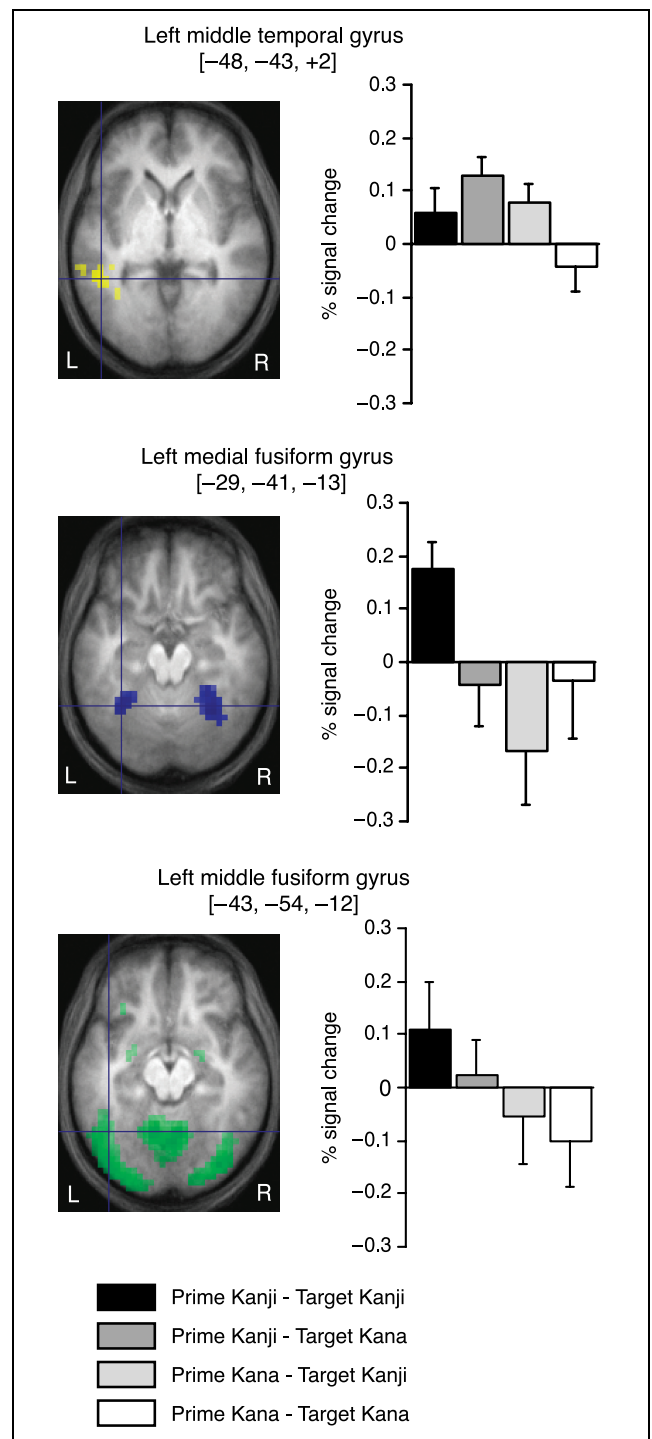 Left middle temporal gyrus
[−48, −43, +2]
0.3
0.2
0.1
0
−0.1
−0.2
−0.3
% signal change
L
R
Left medial fusiform gyrus
[−29, −41, −13]
0.3
0.2
0.1
0
−0.1
−0.2
−0.3
% signal change
L
R
Left middle fusiform gyrus
[−43, −54, −12]
0.3
0.2
0.1
0
−0.1
−0.2
−0.3
% signal change
L
R
Prime Kanji - Target Kanji
Prime Kanji - Target Kana
Prime Kana - Target Kanji
Prime Kana - Target Kana